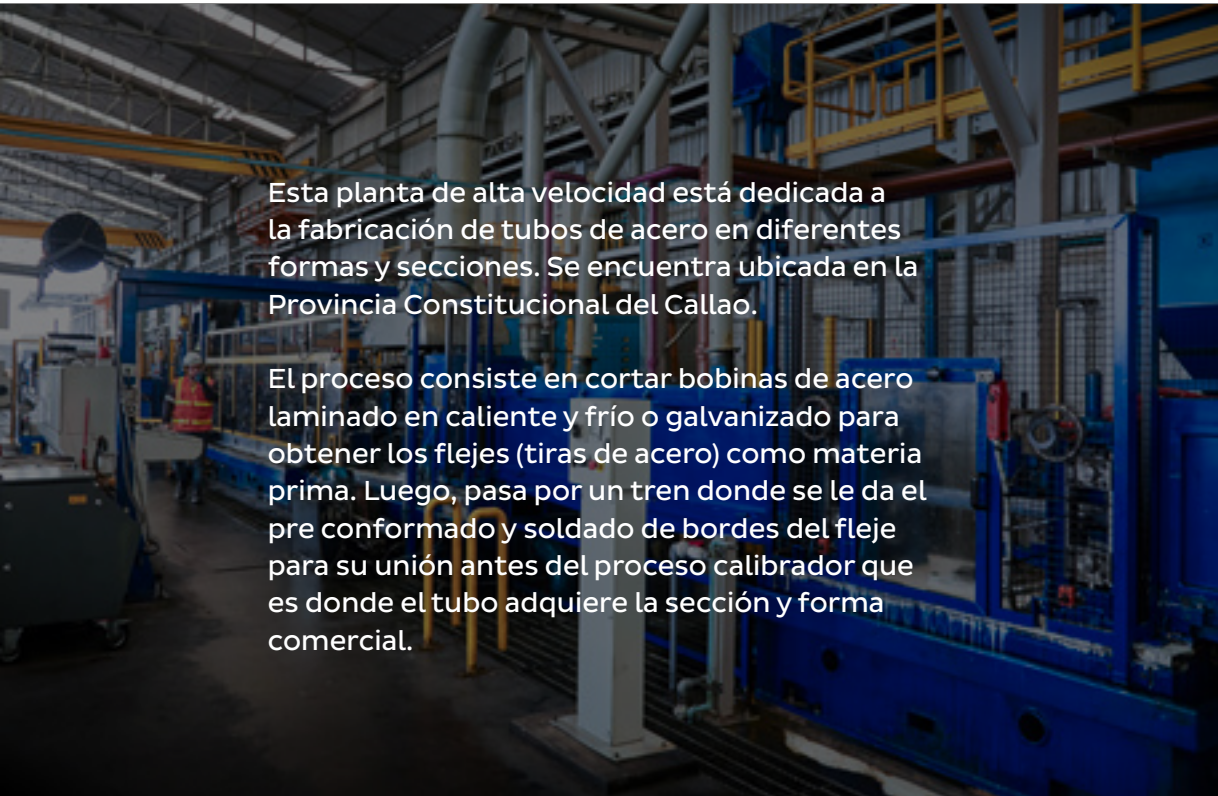 Esta planta de alta velocidad está dedicada a
la fabricación de tubos de acero en diferentes
formas y secciones. Se encuentra ubicada en la
Provincia Constitucional del Callao.
El proceso consiste en cortar bobinas de acero
laminado en caliente y frío o galvanizado para
obtener los flejes (tiras de acero) como materia
prima. Luego, pasa por un tren donde se le da el
pre conformado y soldado de bordes del fleje
para su unión antes del proceso calibrador que
es donde el tubo adquiere la sección y forma
comercial.